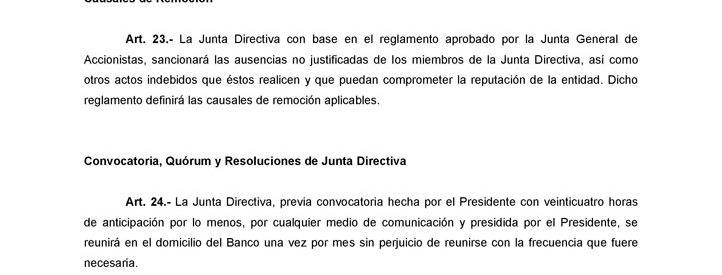 Causales de Remoción
Art. 23.- La Junta Directiva con base en el reglamento aprobado por la Junta General de
Accionistas, sancionará las ausencias no justificadas de los miembros de la Junta Directiva, así como
otros actos indebidos que éstos realicen y que puedan comprometer la reputación de la entidad. Dicho
reglamento definirá las causales de remoción aplicables.
Convocatoria, Quórum y Resoluciones de Junta Directiva
Art. 24.- La Junta Directiva, previa convocatoria hecha por el Presidente con veinticuatro horas
de anticipación por lo menos, por cualquier medio de comunicación y presidida por el Presidente, se
reunirá en el domicilio del Banco una vez por mes sin perjuicio de reunirse con la frecuencia que fuere
necesaria.